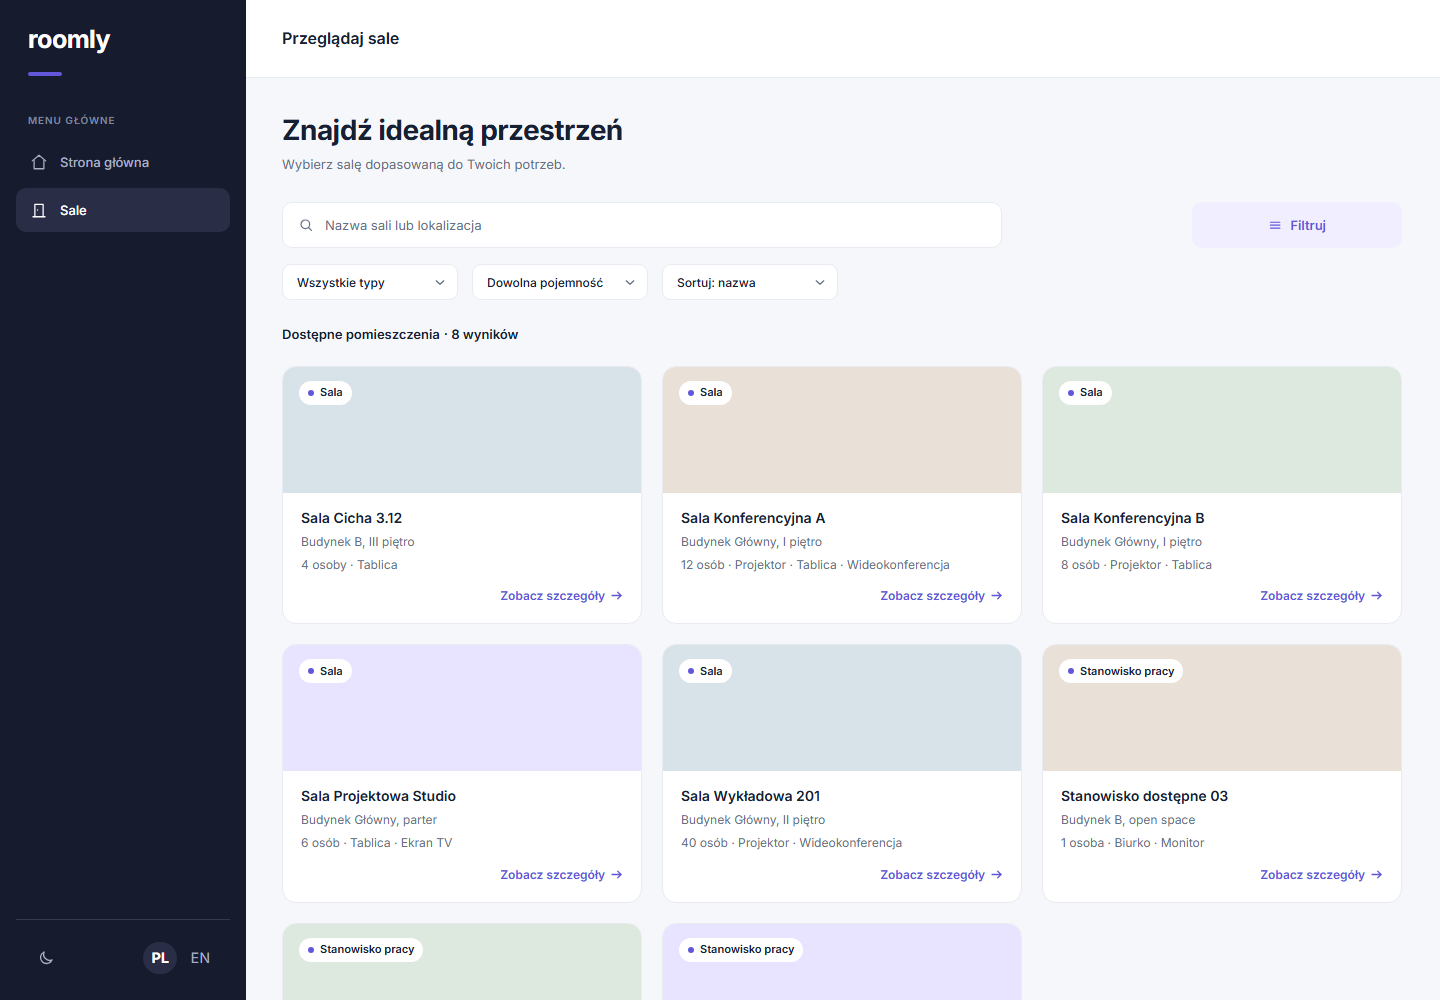 roomly
MENU GŁÓWNE
Strona główna
Sale
PL EN
Przeglądaj sale
Znajdź idealną przestrzeń
Wybierz salę dopasowaną do Twoich potrzeb.
Nazwa sali lub lokalizacja
Filtruj
Wszystkie typy
Dowolna pojemność
Sortuj: nazwa
Dostępne pomieszczenia · 8 wyników
Sala
Sala Cicha 3.12
Budynek B, III piętro
4 osoby · Tablica
Zobacz szczegóły →
Sala
Sala Konferencyjna A
Budynek Główny, I piętro
12 osób · Projektor · Tablica · Wideokonferencja
Zobacz szczegóły →
Sala
Sala Konferencyjna B
Budynek Główny, I piętro
8 osób · Projektor · Tablica
Zobacz szczegóły →
Sala
Sala Projektowa Studio
Budynek Główny, parter
6 osób · Tablica · Ekran TV
Zobacz szczegóły →
Sala
Sala Wykładowa 201
Budynek Główny, II piętro
40 osób · Projektor · Wideokonferencja
Zobacz szczegóły →
Stanowisko pracy
Stanowisko dostępne 03
Budynek B, open space
1 osoba · Biurko · Monitor
Zobacz szczegóły →
Stanowisko pracy
Stanowisko pracy